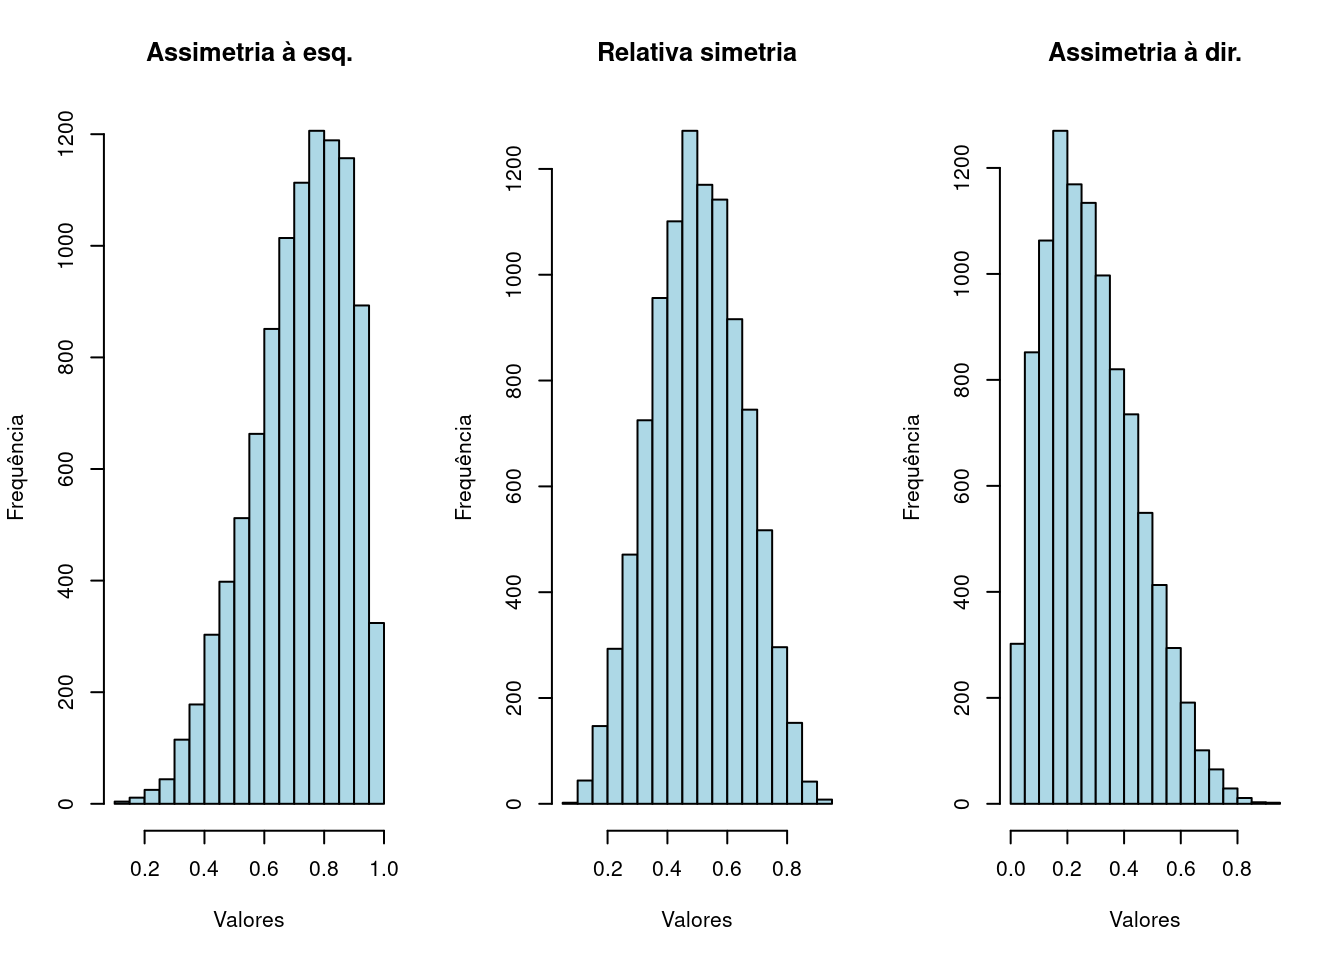 Assimetria à esq.
Frequência
0
200
400
600
800
1000
1200
0.2 0.4 0.6 0.8 1.0
Valores
Relativa simetria
Frequência
0
200
400
600
800
1000
1200
0.2 0.4 0.6 0.8
Valores
Assimetria à dir.
Frequência
0
200
400
600
800
1000
1200
0.0 0.2 0.4 0.6 0.8
Valores